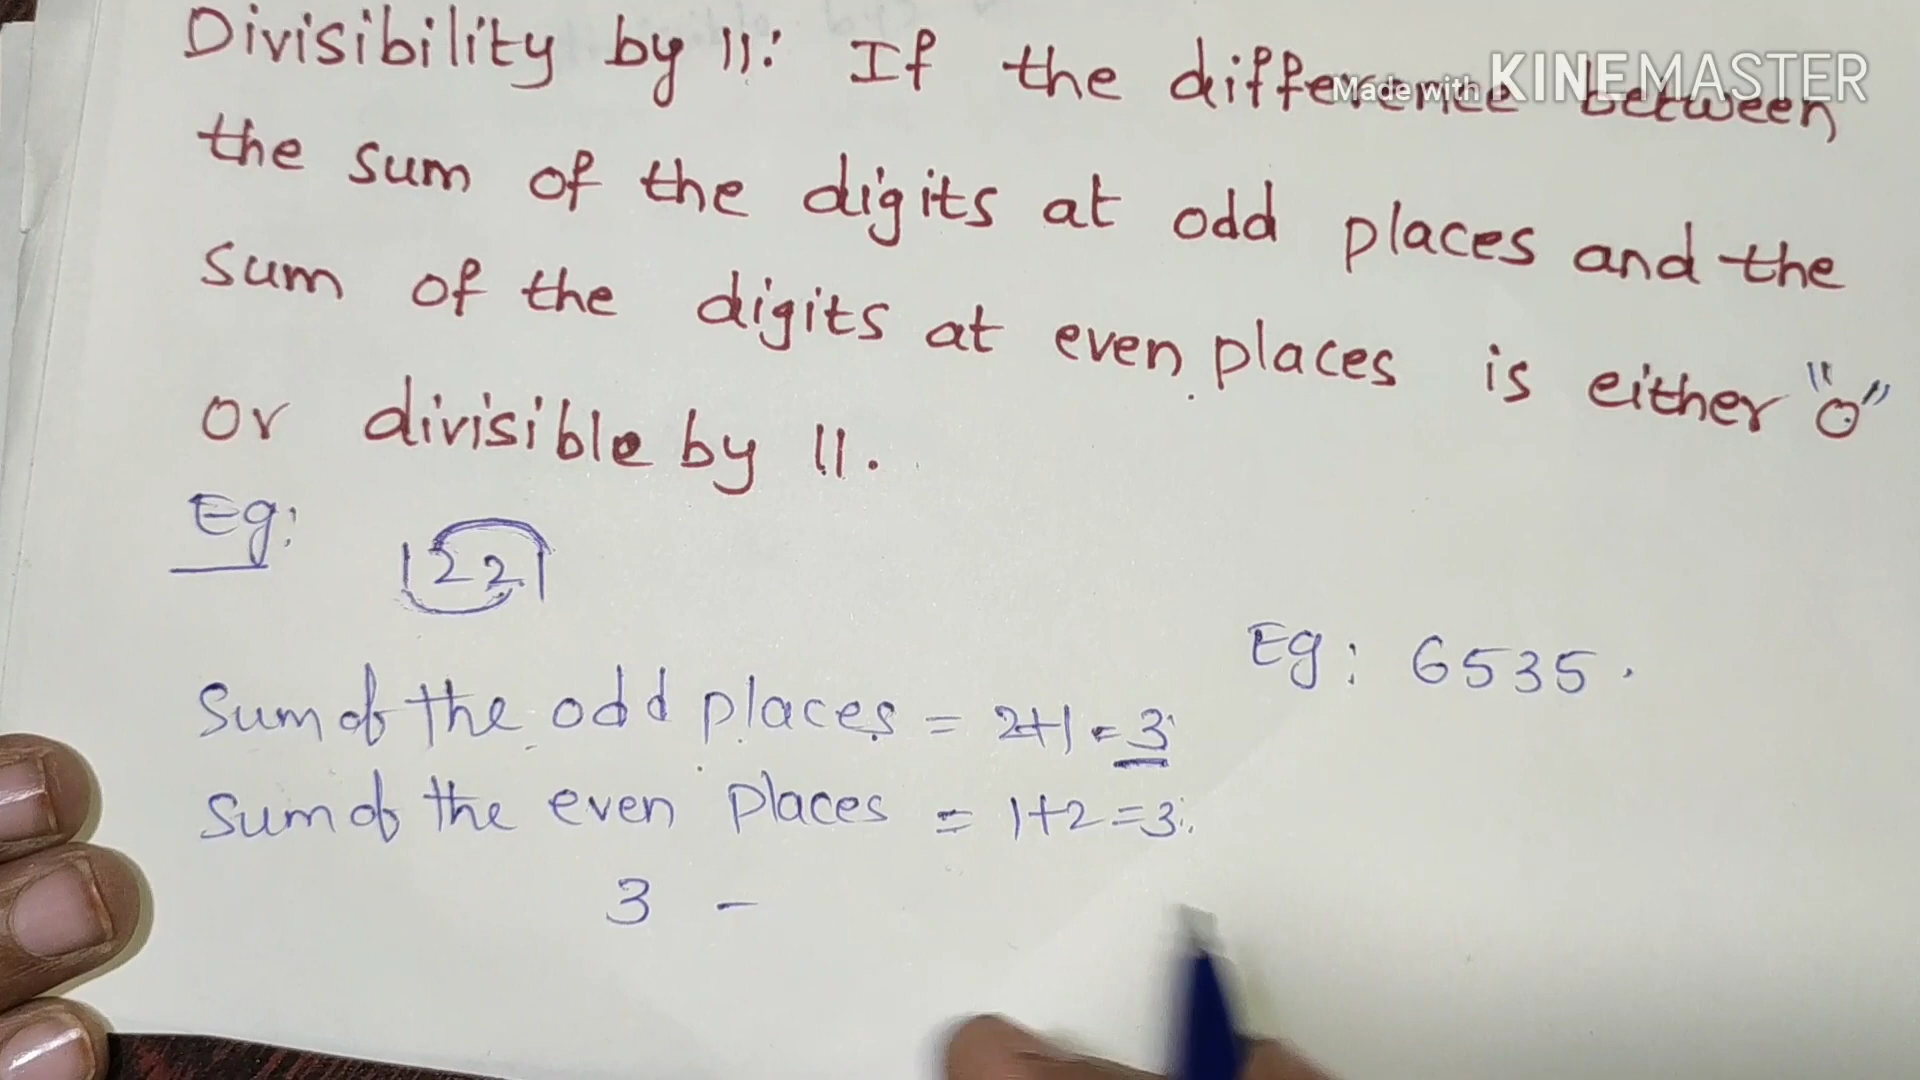 Divisibility by 11: If the difference between
Made with KINEMASTER
the sum of the digits at odd places and the
sum of the digits at even places is either "0"
or divisible by 11.
Eg:
1221
Eg: 6535.
Sum of the odd places = 2+1 = 3
Sum of the even places = 1+2 = 3
3 -